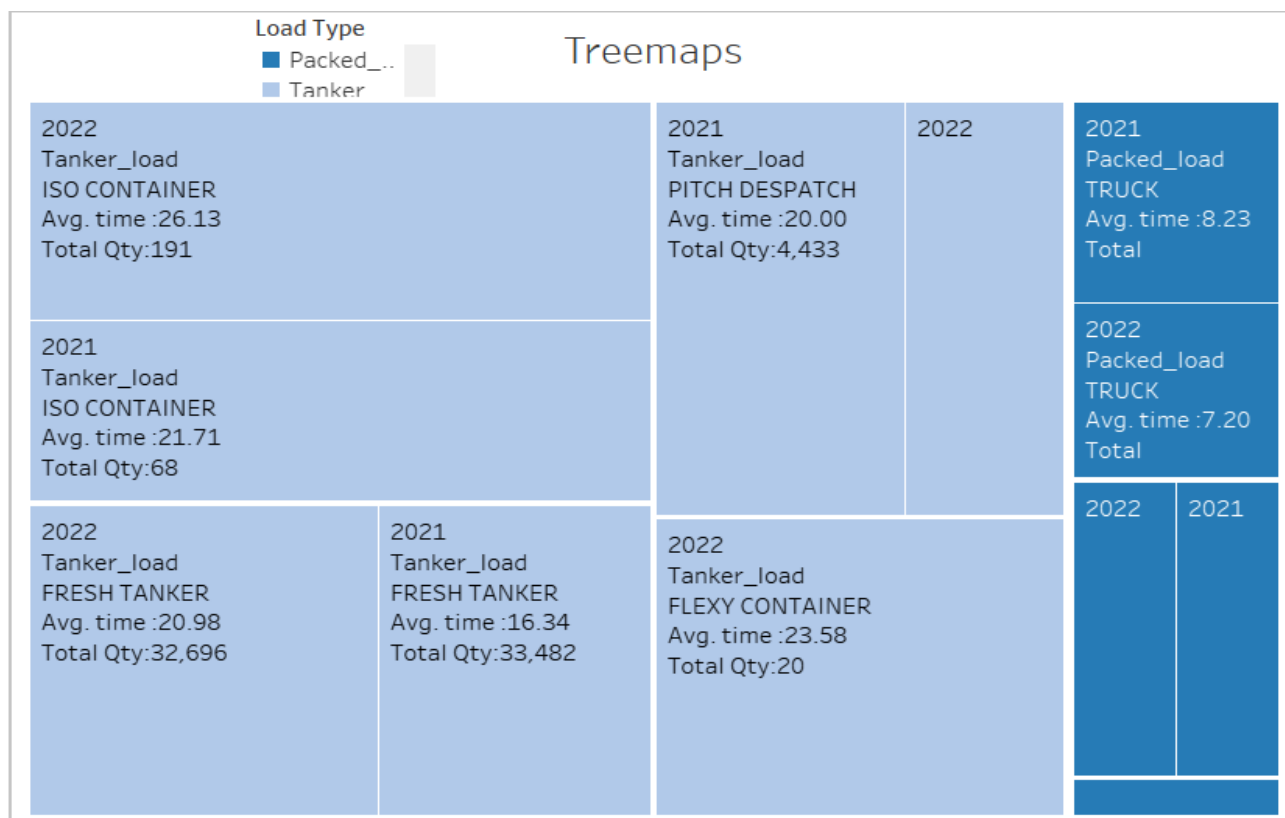 Load Type
Treemaps
Packed_..
Tanker
2022
Tanker_load
ISO CONTAINER
Avg. time :26.13
Total Qty:191
2021
Tanker_load
ISO CONTAINER
Avg. time :21.71
Total Qty:68
2022
Tanker_load
FRESH TANKER
Avg. time :20.98
Total Qty:32,696
2021
Tanker_load
FRESH TANKER
Avg. time :16.34
Total Qty:33,482
2021
Tanker_load
PITCH DESPATCH
Avg. time :20.00
Total Qty:4,433
2022
2022
Tanker_load
FLEXY CONTAINER
Avg. time :23.58
Total Qty:20
2021
Packed_load
TRUCK
Avg. time :8.23
Total
2022
Packed_load
TRUCK
Avg. time :7.20
Total
2022
2021